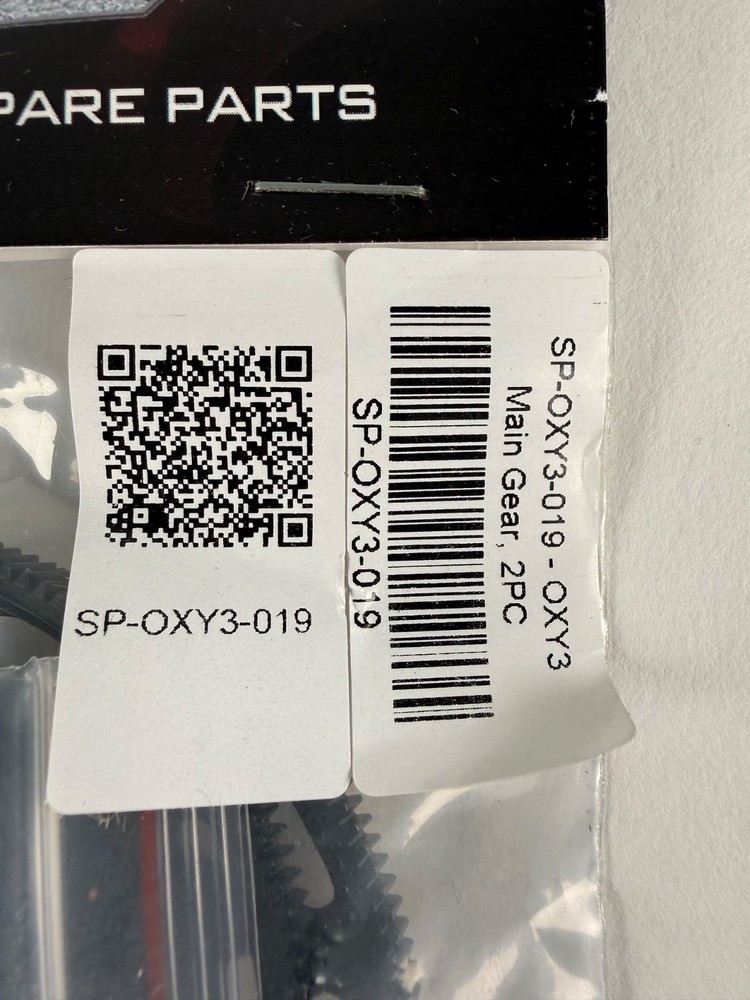 PARE PARTS
SP-OXY3-019
SP-OXY3-019
SP-OXY3-019 - OXY3
Main Gear, 2PC